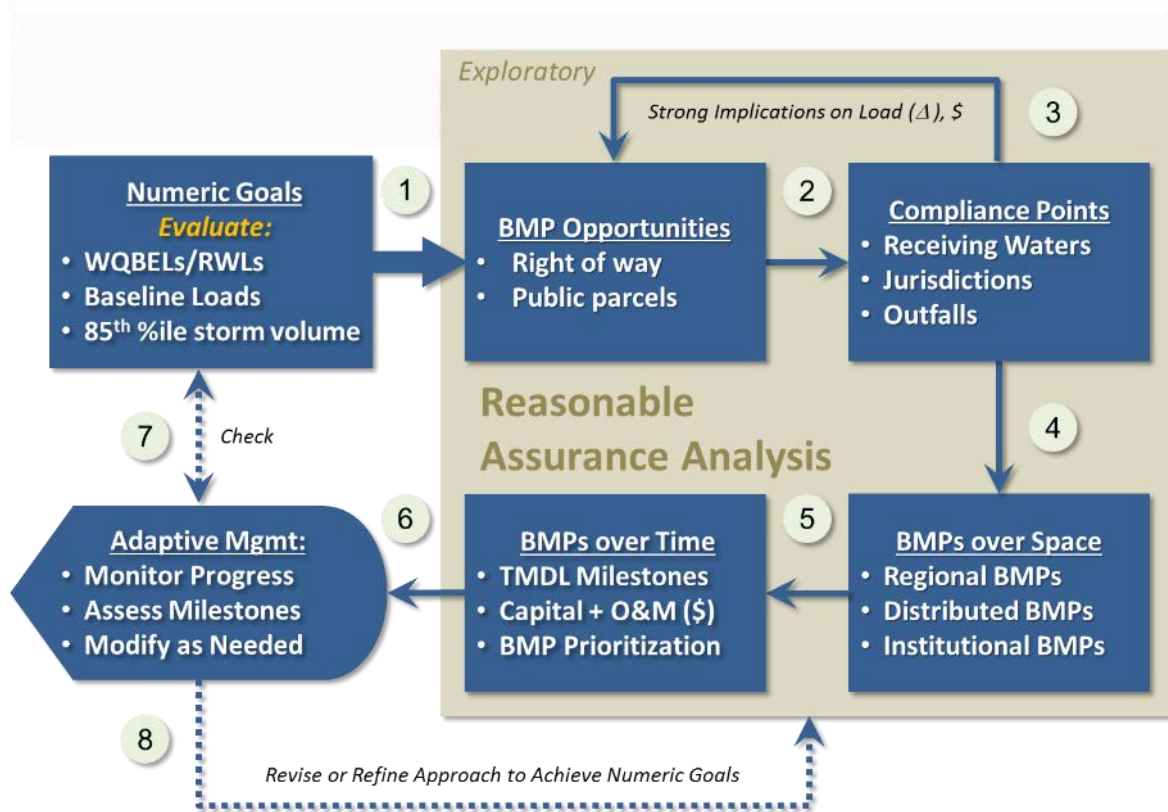 Exploratory
Strong Implications on Load (Δ), $
3
Numeric Goals
Evaluate:
• WQBELs/RWLs
• Baseline Loads
• 85th %ile storm volume
1
BMP Opportunities
• Right of way
• Public parcels
2
Compliance Points
• Receiving Waters
• Jurisdictions
• Outfalls
Reasonable
Assurance Analysis
4
7
Check
Adaptive Mgmt:
• Monitor Progress
• Assess Milestones
• Modify as Needed
6
BMPs over Time
• TMDL Milestones
• Capital + O&M ($)
• BMP Prioritization
5
BMPs over Space
• Regional BMPs
• Distributed BMPs
• Institutional BMPs
8
Revise or Refine Approach to Achieve Numeric Goals